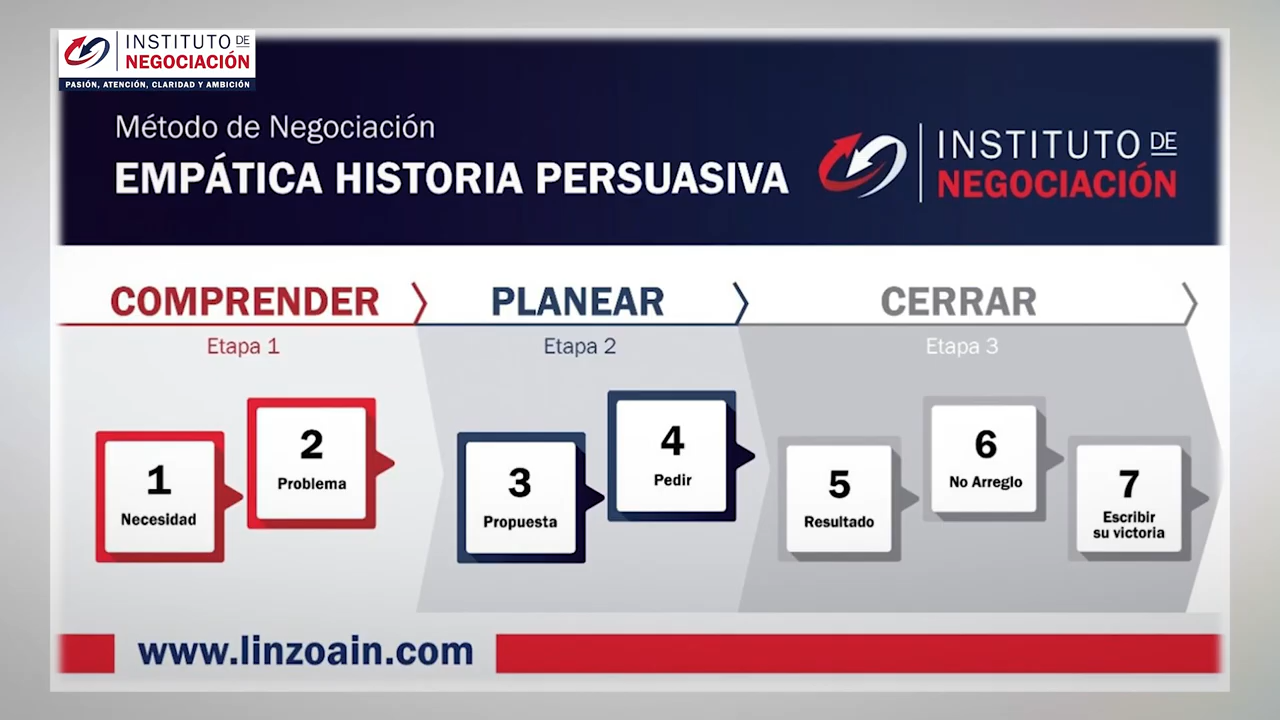 INSTITUTO DE
NEGOCIACIÓN
PASIÓN, ATENCIÓN, CLARIDAD Y AMBICIÓN
Método de Negociación
EMPÁTICA HISTORIA PERSUASIVA
INSTITUTO DE
NEGOCIACIÓN
COMPRENDER
Etapa 1
PLANEAR
Etapa 2
CERRAR
Etapa 3
1
Necesidad
2
Problema
3
Propuesta
4
Pedir
5
Resultado
6
No Arreglo
7
Escribir
su victoria
www.linzoain.com